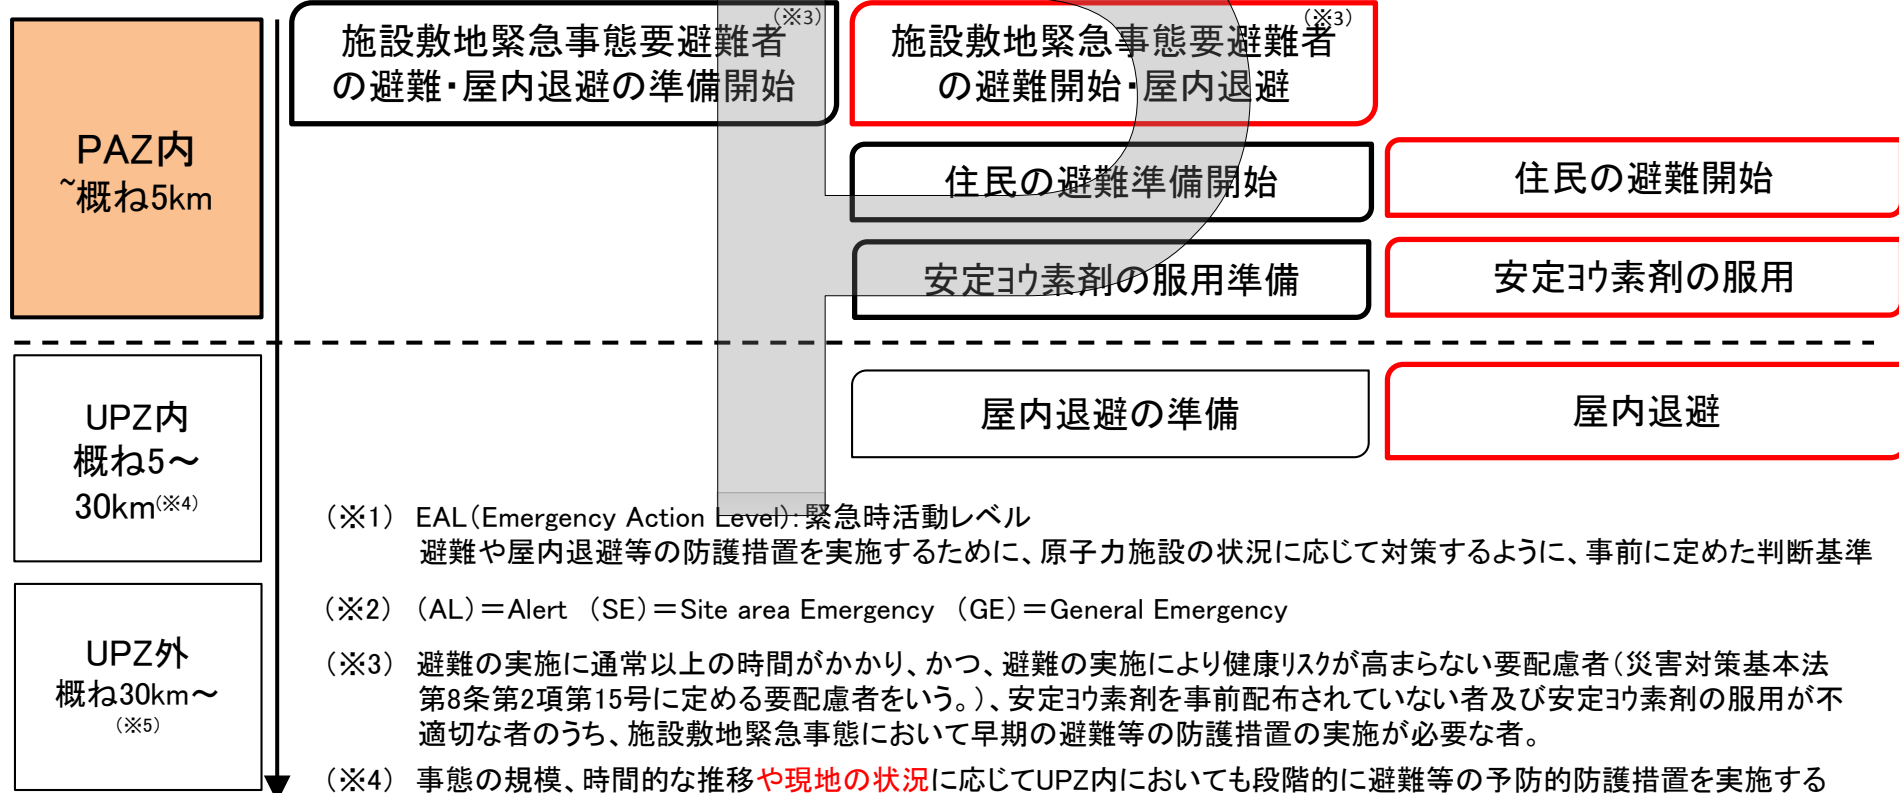 施設敷地緊急事態要避難者(※3)
の避難・屋内退避の準備開始
施設敷地緊急事態要避難者(※3)
の避難開始・屋内退避
PAZ内
~概ね5km
住民の避難準備開始
住民の避難開始
安定ﾖｳ素剤の服用準備
安定ﾖｳ素剤の服用
UPZ内
概ね5～
30km(※4)
屋内退避の準備
屋内退避
UPZ外
概ね30km～
(※5)
(※1) EAL(Emergency Action Level):緊急時活動レベル
避難や屋内退避等の防護措置を実施するために、原子力施設の状況に応じて対策するように、事前に定めた判断基準
(※2) (AL)＝Alert (SE)＝Site area Emergency (GE)＝General Emergency
(※3) 避難の実施に通常以上の時間がかかり、かつ、避難の実施により健康ﾘｽｸが高まらない要配慮者(災害対策基本法
第8条第2項第15号に定める要配慮者をいう。)、安定ﾖｳ素剤を事前配布されていない者及び安定ﾖｳ素剤の服用が不
適切な者のうち、施設敷地緊急事態において早期の避難等の防護措置の実施が必要な者。
(※4) 事態の規模、時間的な推移や現地の状況に応じてUPZ内においても段階的に避難等の予防的防護措置を実施する